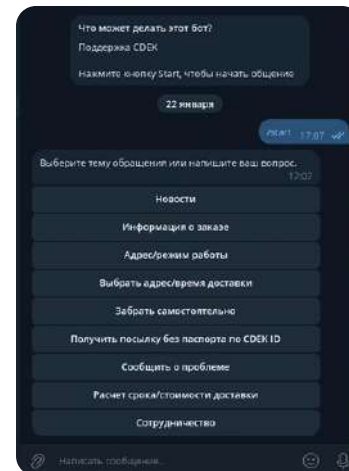 Что может делать этот бот?
Поддержка CDEK
Нажмите кнопку Start, чтобы начать общение
22 января
/start 17:07
Выберите тему обращения или напишите ваш вопрос.
17:07
Новости
Информация о заказе
Адрес/режим работы
Выбрать адрес/время доставки
Забрать самостоятельно
Получить посылку без паспорта по CDEK ID
Сообщить о проблеме
Расчет срока/стоимости доставки
Сотрудничество
Написать сообщение...